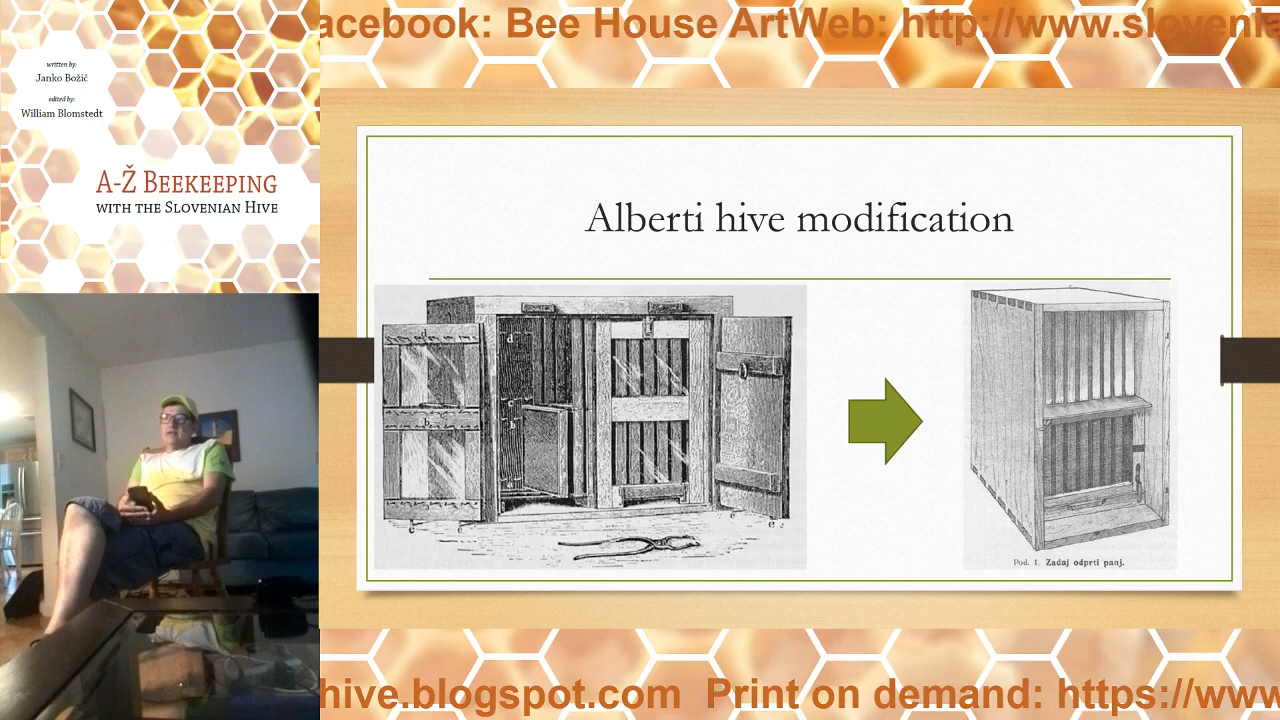 written by:
Janko Božič
edited by:
William Blomstedt
A-Ž BEEKEEPING
WITH THE SLOVENIAN HIVE
acebook: Bee House ArtWeb: http://www.slovenia
Alberti hive modification
Pod. 1. Zadaj odprti panj.
hive.blogspot.com Print on demand: https://www